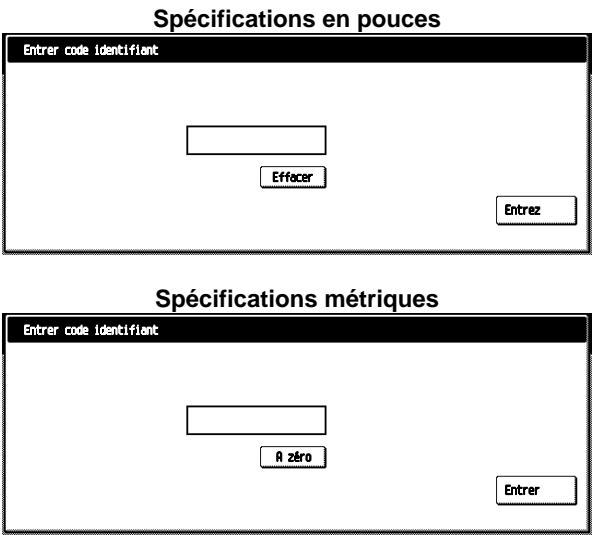 Spécifications en pouces
Entrer code identifiant
Effacer
Entrez
Spécifications métriques
Entrer code identifiant
A zéro
Entrer